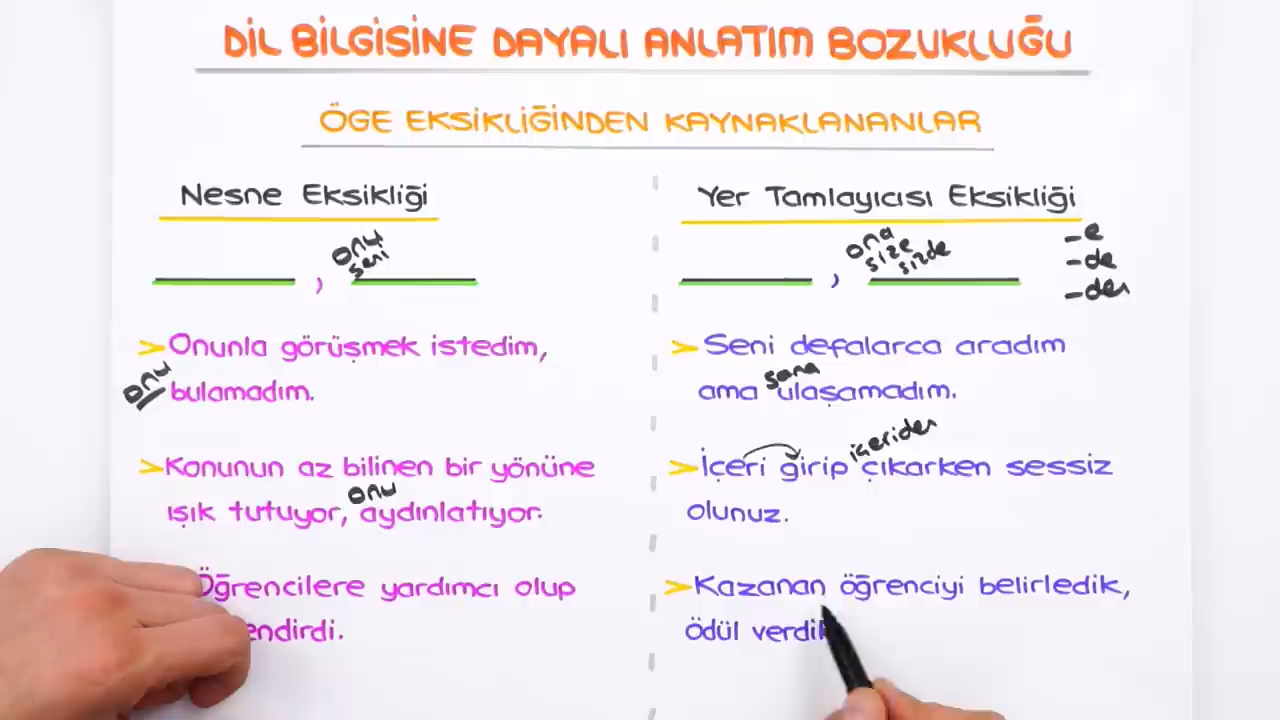 DİL BİLGİSİNE DAYALI ANLATIM BOZUKLUĞU
ÖGE EKSİKLİĞİNDEN KAYNAKLANANLAR
Nesne Eksikliği
onu
seni
,
>Onunla görüşmek istedim,
onu bulamadım.
>Konunun az bilinen bir yönüne
onu
ışık tutuyor, aydınlatıyor.
Öğrencilere yardımcı olup
endirdi.
Yer Tamlayıcısı Eksikliği
ona
size
sizde
,
-e
-de
-den
>Seni defalarca aradım
sana
ama ulaşamadım.
içeriden
>İçeri girip çıkarken sessiz
olunuz.
>Kazanan öğrenciyi belirledik,
ödül verdik